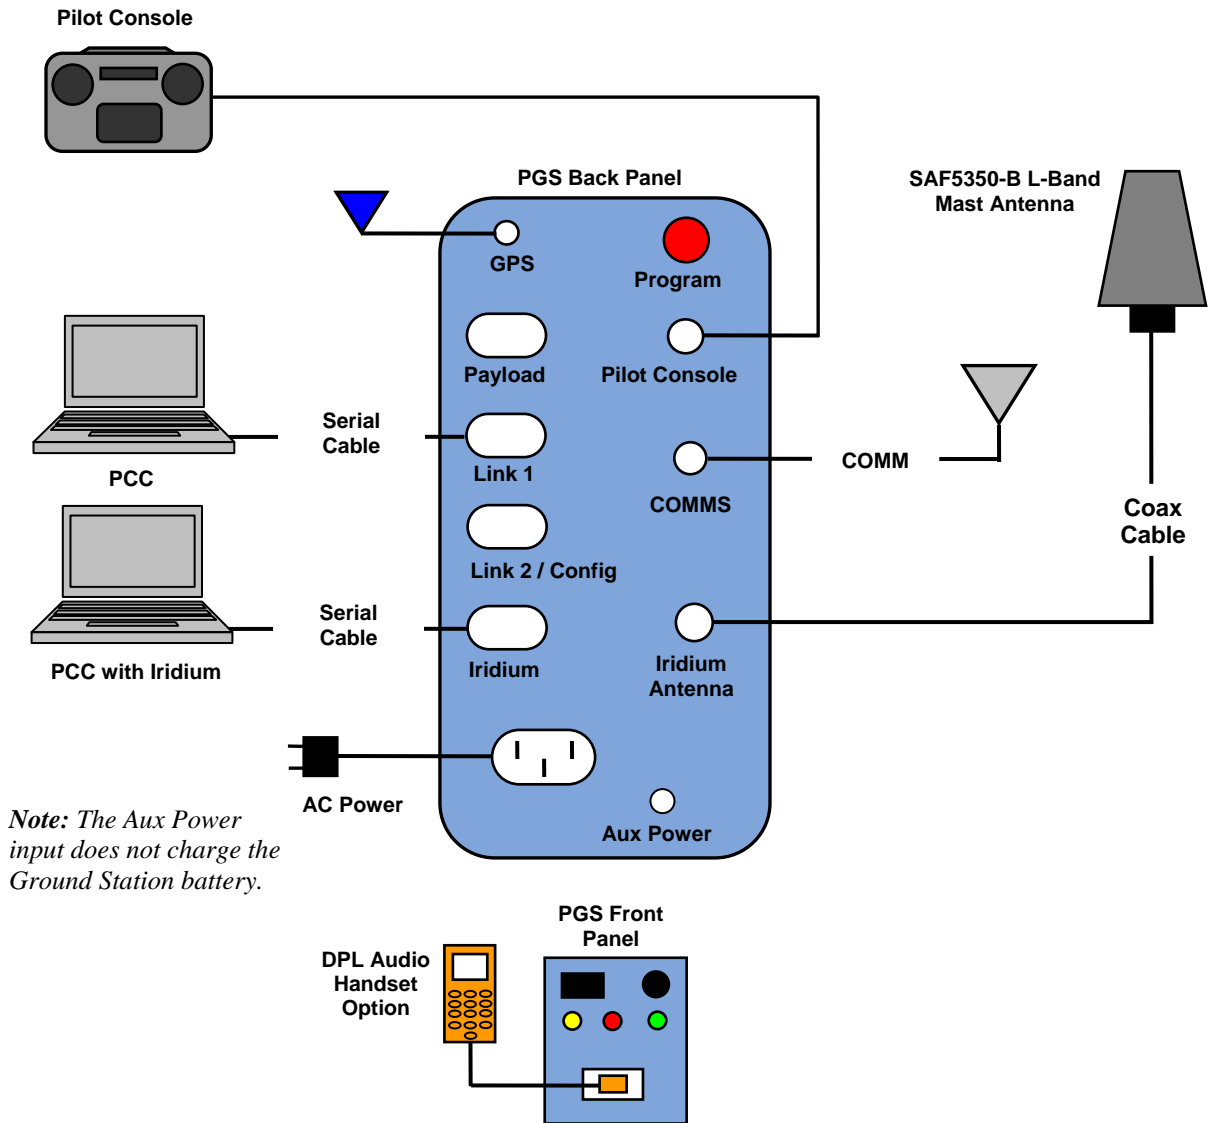 Pilot Console
PGS Back Panel
SAF5350-B L-Band
Mast Antenna
GPS
Program
Payload
Pilot Console
Serial
Cable
Link 1
PCC
COMM
COMMS
Coax
Cable
Link 2 / Config
Serial
Cable
PCC with Iridium
Iridium
Iridium
Antenna
AC Power
Note: The Aux Power
input does not charge the
Ground Station battery.
Aux Power
PGS Front
Panel
DPL Audio
Handset
Option